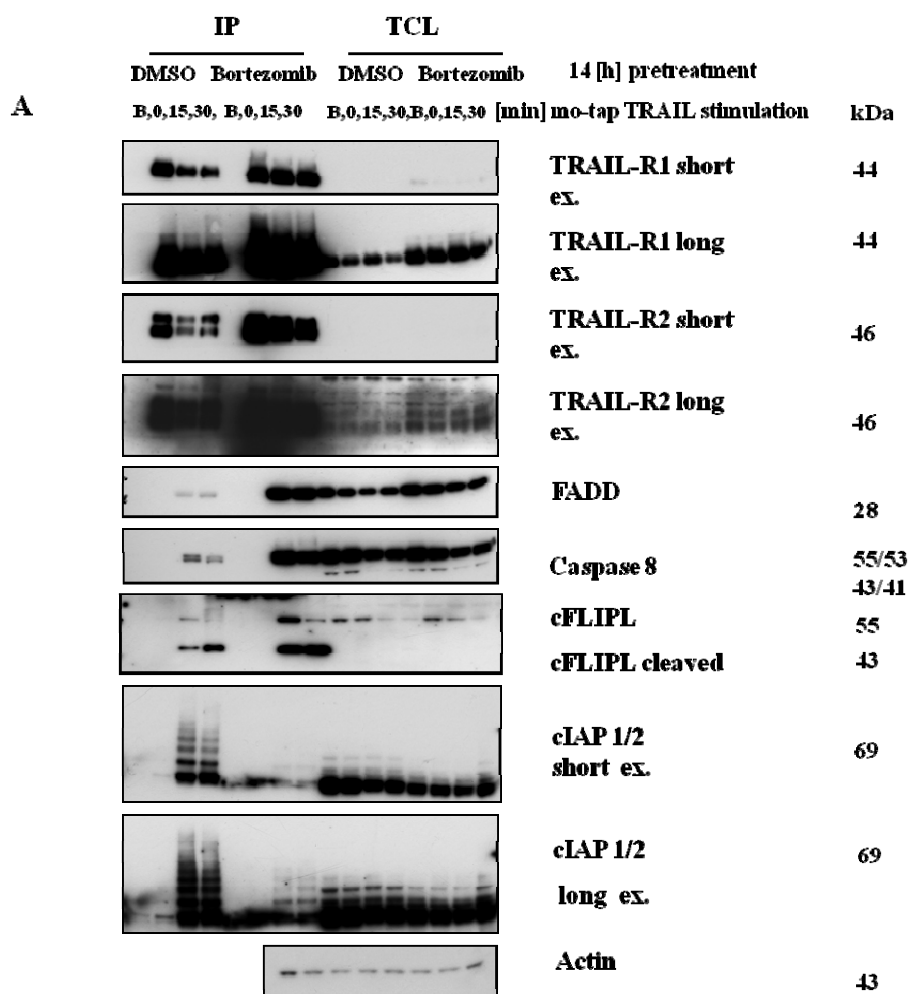 IP TCL
DMSO Bortezomib DMSO Bortezomib 14 [h] pretreatment
A B,0,15,30, B,0,15,30 B,0,15,30,B,0,15,30 [min] mo-tap TRAIL stimulation kDa
TRAIL-R1 short 44
ex.
TRAIL-R1 long 44
ex.
TRAIL-R2 short 46
ex.
TRAIL-R2 long 46
ex.
FADD
28
Caspase 8 55/53
43/41
cFLIPL 55
cFLIPL cleaved 43
cIAP 1/2 69
short ex.
cIAP 1/2 69
long ex.
Actin
43